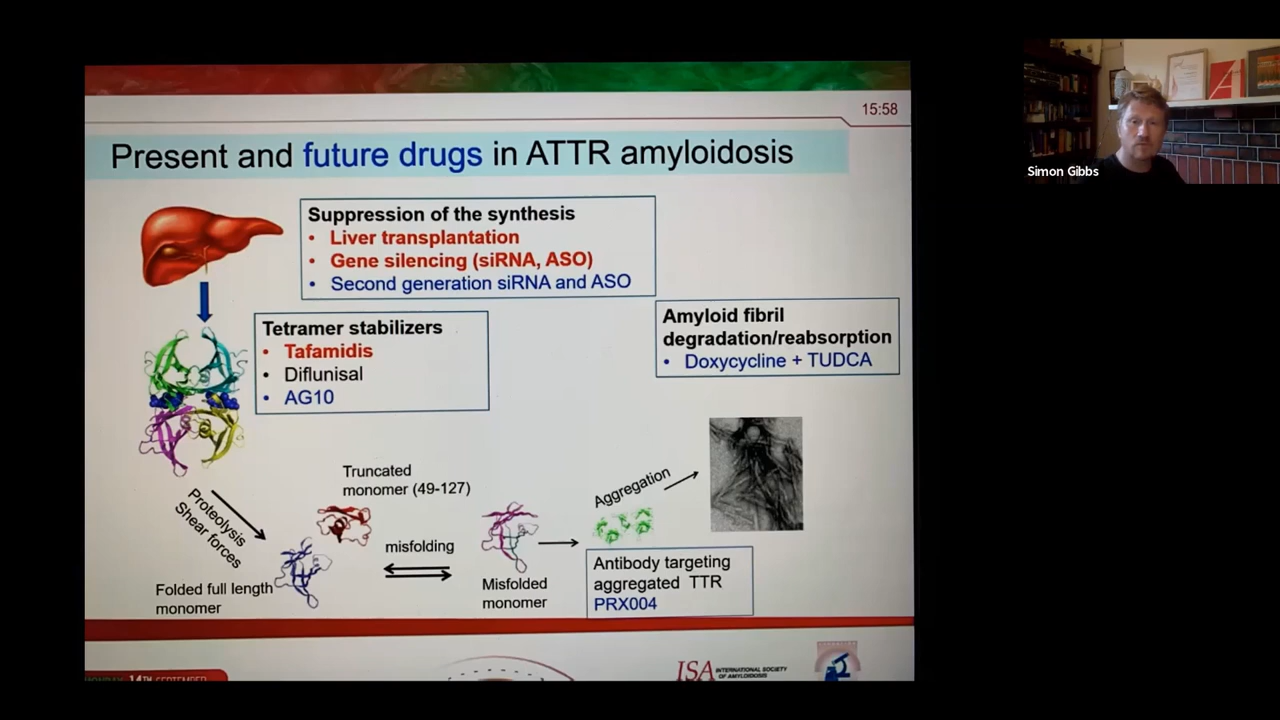 15:58
Present and future drugs in ATTR amyloidosis
Simon Gibbs
Suppression of the synthesis
• Liver transplantation
• Gene silencing (siRNA, ASO)
• Second generation siRNA and ASO
Tetramer stabilizers
• Tafamidis
• Diflunisal
• AG10
Amyloid fibril
degradation/reabsorption
• Doxycycline + TUDCA
Proteolysis
Shear forces
Truncated
monomer (49-127)
Folded full length
monomer
misfolding
Misfolded
monomer
Aggregation
Antibody targeting
aggregated TTR
PRX004
14TH SEPTEMBER
ISA INTERNATIONAL SOCIETY
OF AMYLOIDOSIS